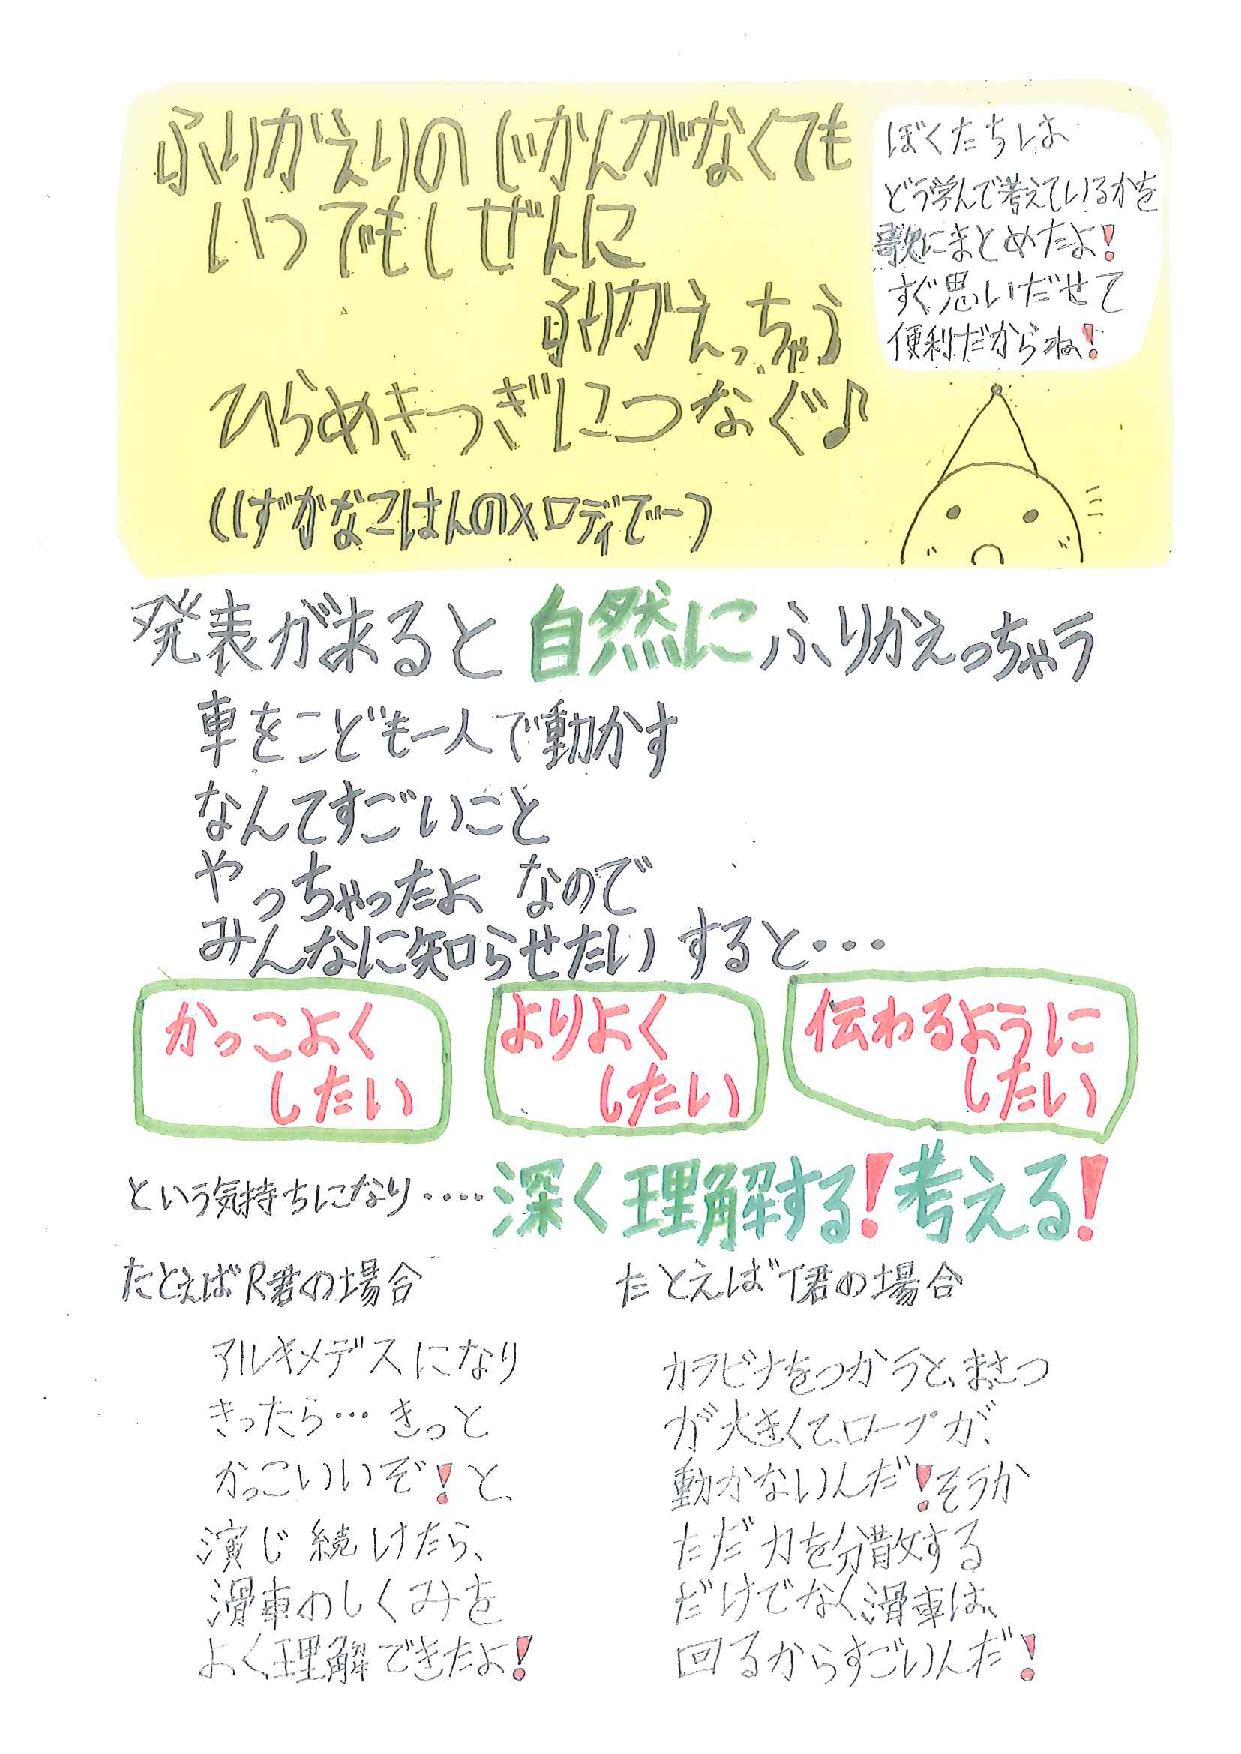 ふりかえりのじかんがなくても
いつでもしぜんに
ふりかえっちゃう
ひらめきつぎにつなぐ♪
(しずかなこはんのメロディでー)
ぼくたちは
どう学んで考えているかを
歌にまとめたよ!
すぐ思いだせて
便利だからね!
発表が来ると自然にふりかえっちゃう
車をこども一人で動かす
なんてすごいこと
やっちゃったよ なので
みんなに知らせたい すると・・・
かっこよく
したい
よりよく
したい
伝わるように
したい
という気持ちになり・・・・深く理解する!考える!
たとえばR君の場合
アルキメデスになり
きったら…きっと
かっこいいぞ!と、
演じ続けたら、
滑車のしくみを
よく理解できたよ!
たとえばT君の場合
カラビナをつかうと、まさつ
が大きくて、ロープが、
動かないんだ!そうか
ただ力を分散する
だけでなく、滑車は、
回るからすごいんだ!